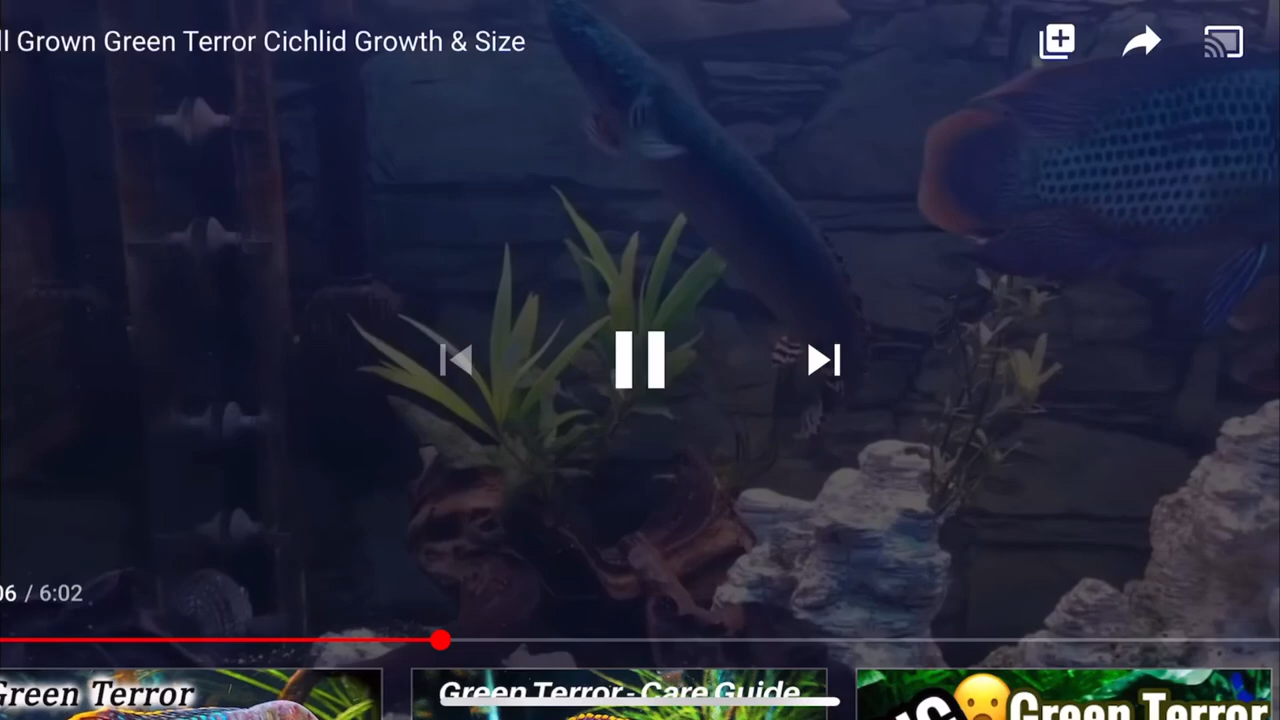 ll Grown Green Terror Cichlid Growth & Size
06 / 6:02
Green Terror
Green Terror - Care Guide
Green Terror